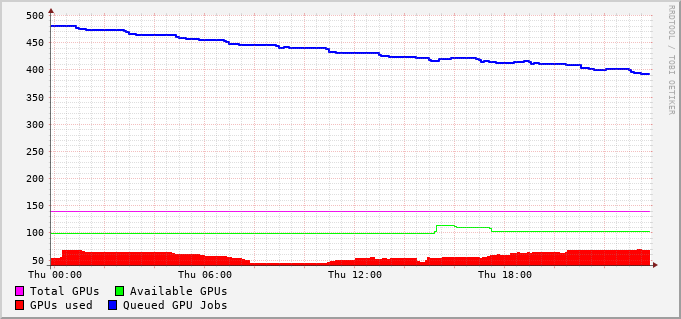 500
450
400
350
300
250
200
150
100
50
Thu 00:00 Thu 06:00 Thu 12:00 Thu 18:00
Total GPUs Available GPUs
GPUs used Queued GPU Jobs
RRDTOOL / TOBI OETIKER